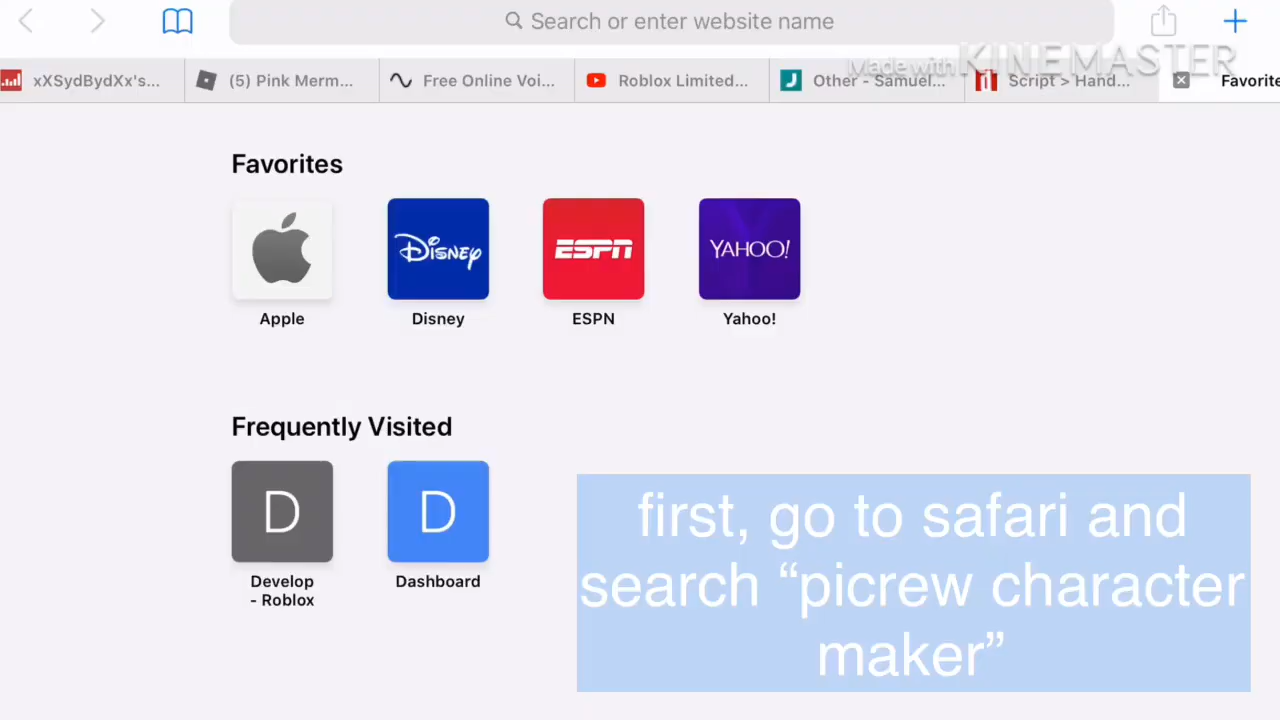 Search or enter website name
Made with KINEMASTER
xXSydBydXx's...
(5) Pink Merm...
Free Online Voi...
Roblox Limited...
Other - Samuel...
Script > Hand...
Favorite
Favorites
DISNEY
ESPN
YAHOO!
Apple
Disney
ESPN
Yahoo!
Frequently Visited
D
D
Develop
- Roblox
Dashboard
first, go to safari and
search “picrew character
maker”